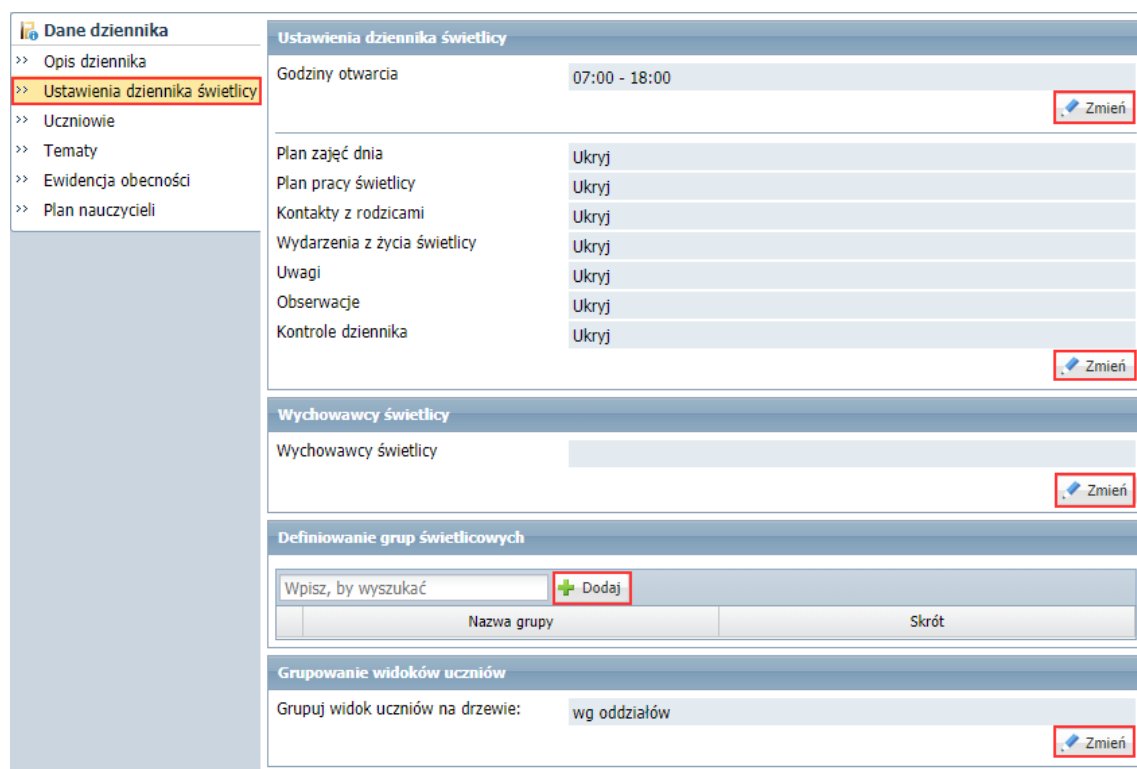 Dane dziennika
>> Opis dziennika
>> Ustawienia dziennika świetlicy
>> Uczniowie
>> Tematy
>> Ewidencja obecności
>> Plan nauczycieli
Ustawienia dziennika świetlicy
Godziny otwarcia 07:00 - 18:00
Zmień
Plan zajęć dnia Ukryj
Plan pracy świetlicy Ukryj
Kontakty z rodzicami Ukryj
Wydarzenia z życia świetlicy Ukryj
Uwagi Ukryj
Obserwacje Ukryj
Kontrole dziennika Ukryj
Zmień
Wychowawcy świetlicy
Wychowawcy świetlicy
Zmień
Definiowanie grup świetlicowych
Wpisz, by wyszukać Dodaj
Nazwa grupy Skrót
Grupowanie widoków uczniów
Grupuj widok uczniów na drzewie: wg oddziałów
Zmień